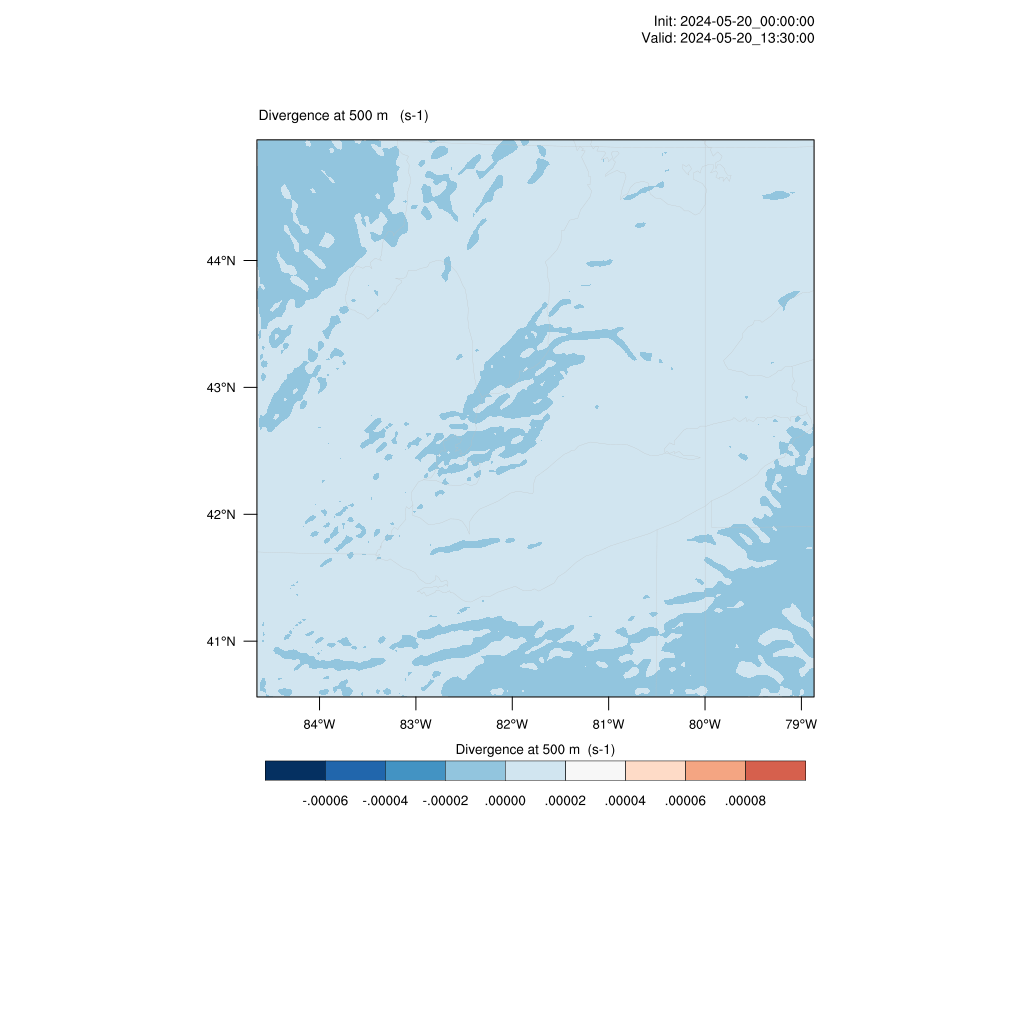 Init: 2024-05-20_00:00:00
Valid: 2024-05-20_13:30:00
Divergence at 500 m (s-1)
44°N
43°N
42°N
41°N
84°W 83°W 82°W 81°W 80°W 79°W
Divergence at 500 m (s-1)
-.00006 -.00004 -.00002 .00000 .00002 .00004 .00006 .00008